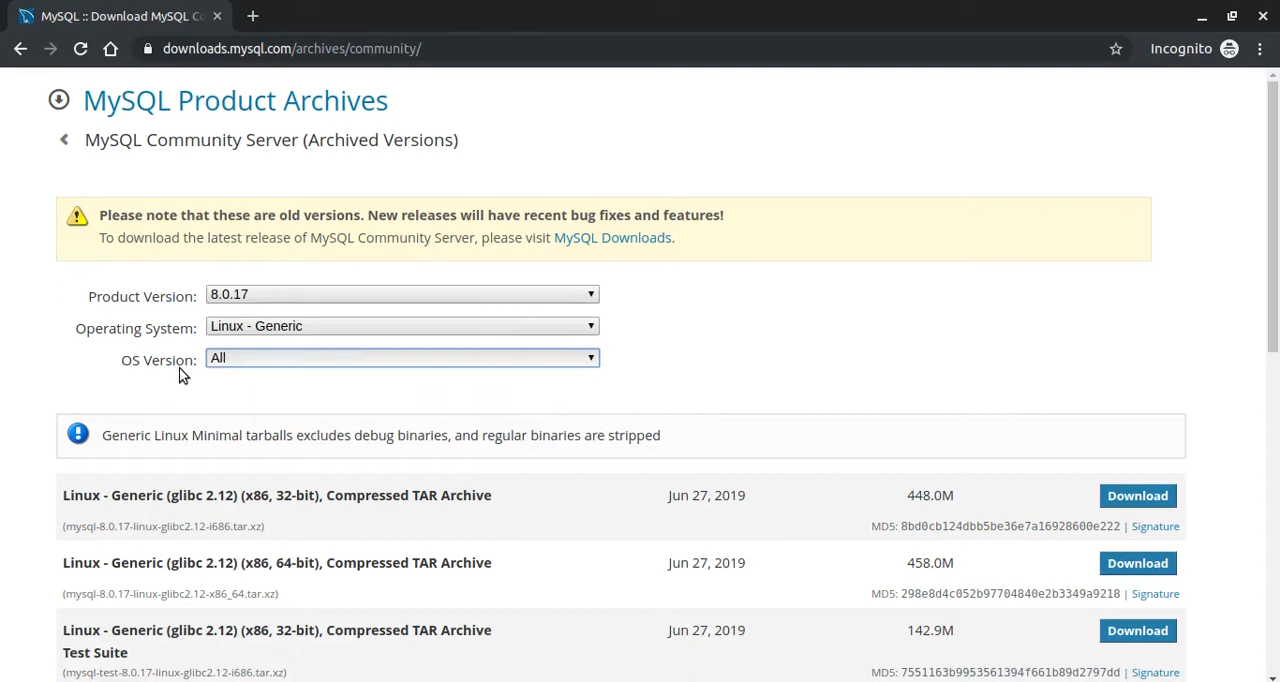 MySQL :: Download MySQL Co
downloads.mysql.com/archives/community/
Incognito
MySQL Product Archives
MySQL Community Server (Archived Versions)
Please note that these are old versions. New releases will have recent bug fixes and features!
To download the latest release of MySQL Community Server, please visit MySQL Downloads.
Product Version: 8.0.17
Operating System: Linux - Generic
OS Version: All
Generic Linux Minimal tarballs excludes debug binaries, and regular binaries are stripped
Linux - Generic (glibc 2.12) (x86, 32-bit), Compressed TAR Archive Jun 27, 2019 448.0M Download
(mysql-8.0.17-linux-glibc2.12-i686.tar.xz) MD5: 8bd0cb124dbb5be36e7a16928600e222 | Signature
Linux - Generic (glibc 2.12) (x86, 64-bit), Compressed TAR Archive Jun 27, 2019 458.0M Download
(mysql-8.0.17-linux-glibc2.12-x86_64.tar.xz) MD5: 298e8d4c052b97704840e2b3349a9218 | Signature
Linux - Generic (glibc 2.12) (x86, 32-bit), Compressed TAR Archive Jun 27, 2019 142.9M Download
Test Suite
(mysql-test-8.0.17-linux-glibc2.12-i686.tar.xz) MD5: 7551163b9953561394f661b89d2797dd | Signature